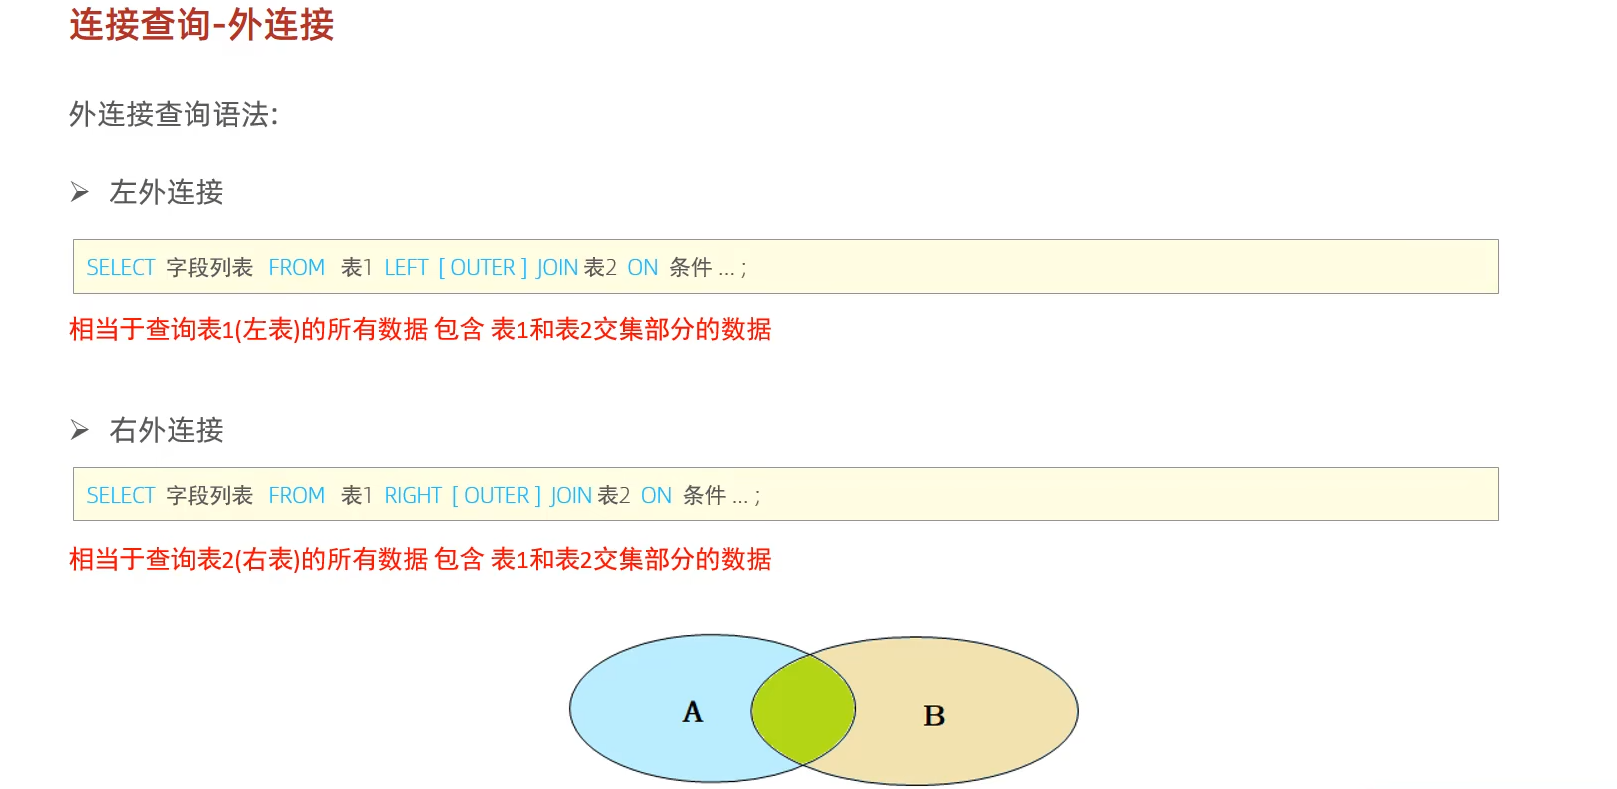 连接查询-外连接
外连接查询语法:
➢ 左外连接
SELECT 字段列表 FROM 表1 LEFT [ OUTER ] JOIN 表2 ON 条件 ... ;
相当于查询表1(左表)的所有数据 包含 表1和表2交集部分的数据
➢ 右外连接
SELECT 字段列表 FROM 表1 RIGHT [ OUTER ] JOIN 表2 ON 条件 ... ;
相当于查询表2(右表)的所有数据 包含 表1和表2交集部分的数据
A
B